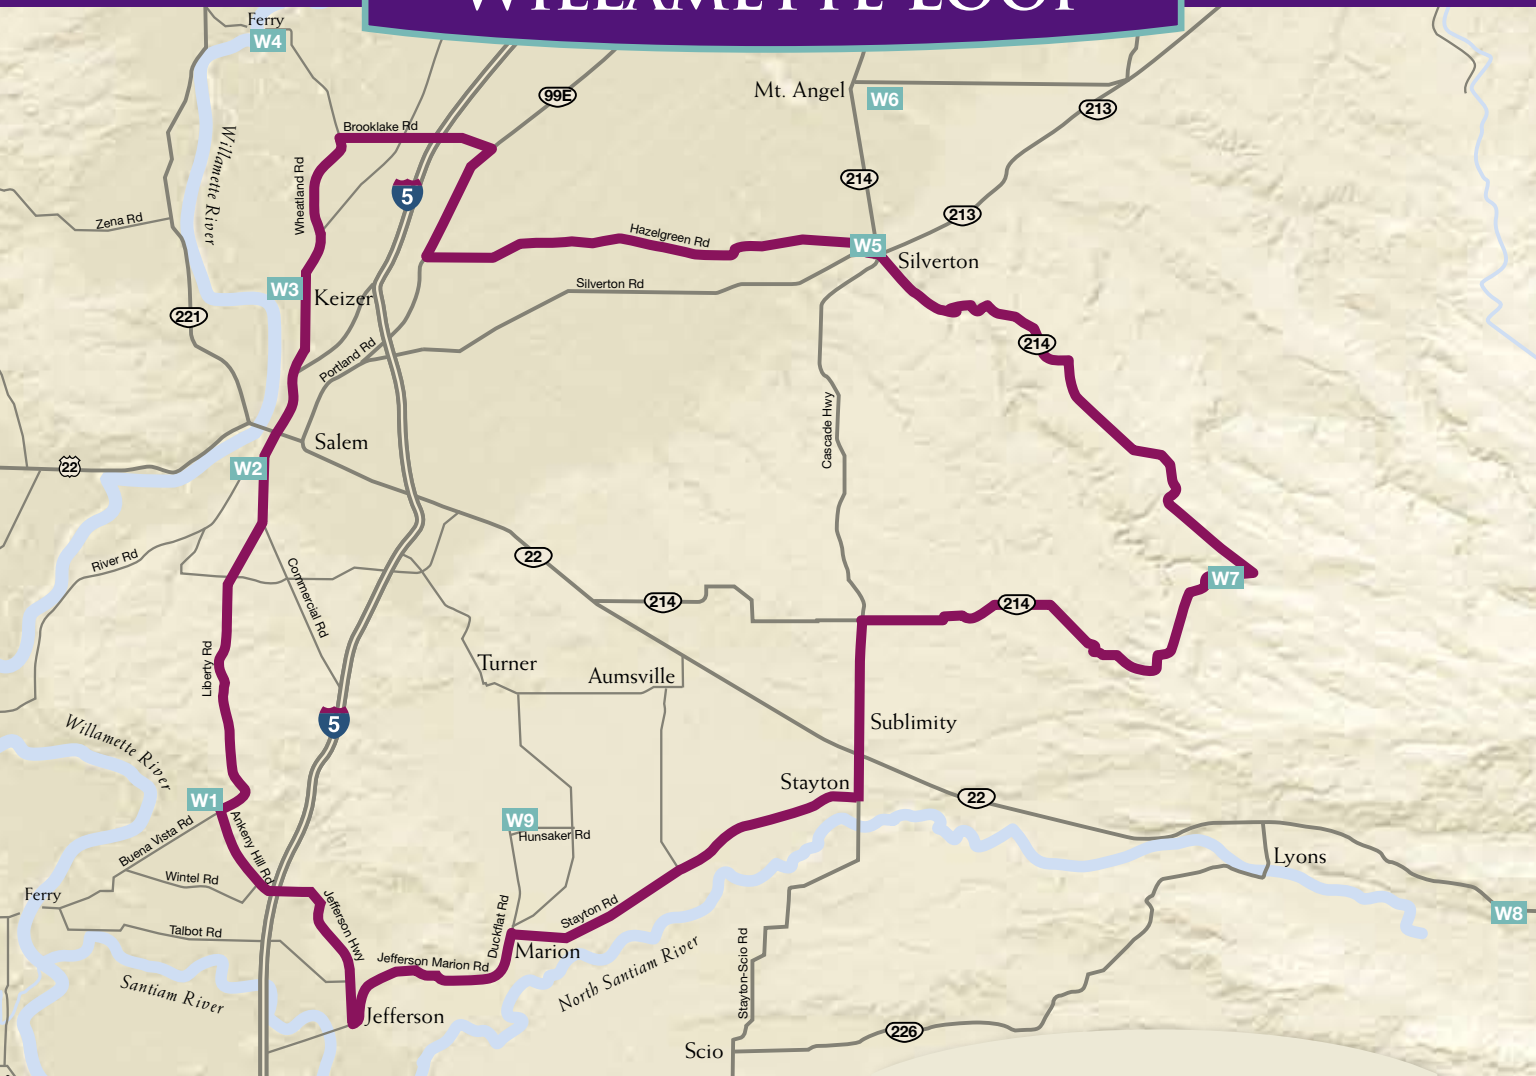 WILLAMETTE LOOP
Ferry
W4
Mt. Angel
W6
99E
213
Brooklake Rd
Willamette River
Wheatland Rd
5
214
213
Zena Rd
Hazelgreen Rd
W5
Silverton
W3
Keizer
Silverton Rd
221
214
Portland Rd
Cascade Hwy
Salem
22
W2
River Rd
22
Commercial Rd
W7
214
214
Liberty Rd
Turner
Aumsville
5
Sublimity
Willamette River
Stayton
22
W1
Ankeny Hill Rd
Buena Vista Rd
W9
Hunsaker Rd
Lyons
Wintel Rd
Ferry
Jefferson Hwy
Duckflat Rd
Stayton Rd
W8
Talbot Rd
Jefferson Marion Rd
Marion
North Santiam River
Stayton-Scio Rd
Santiam River
Jefferson
226
Scio